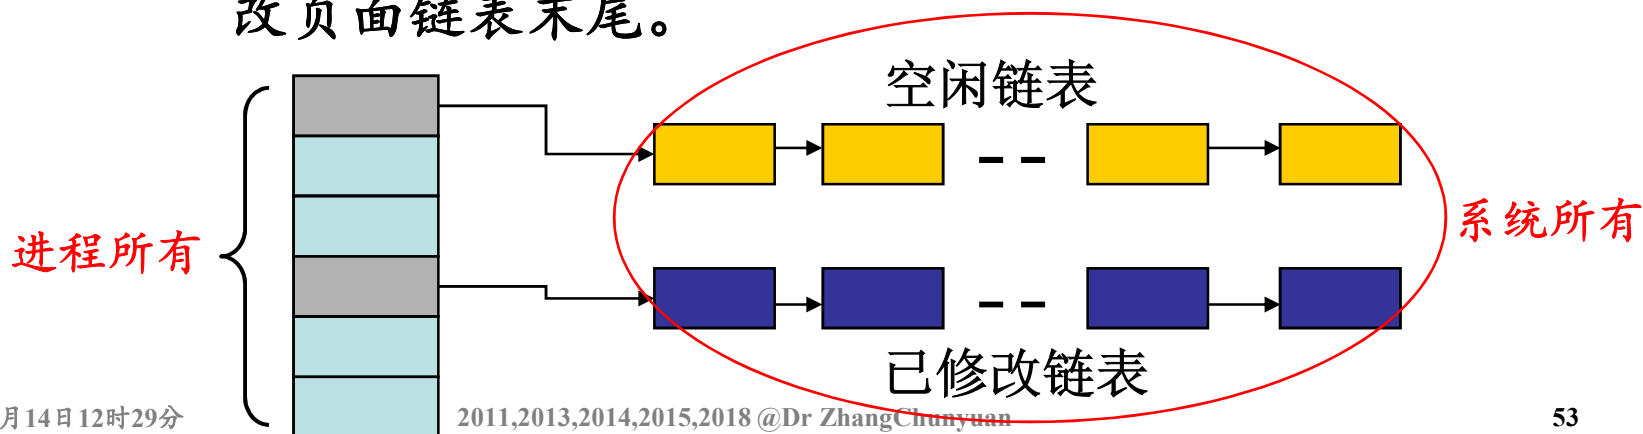 改页面链表末尾。
空闲链表
进程所有
系统所有
已修改链表
月14日12时29分
2011,2013,2014,2015,2018 @Dr ZhangChunyuan
53